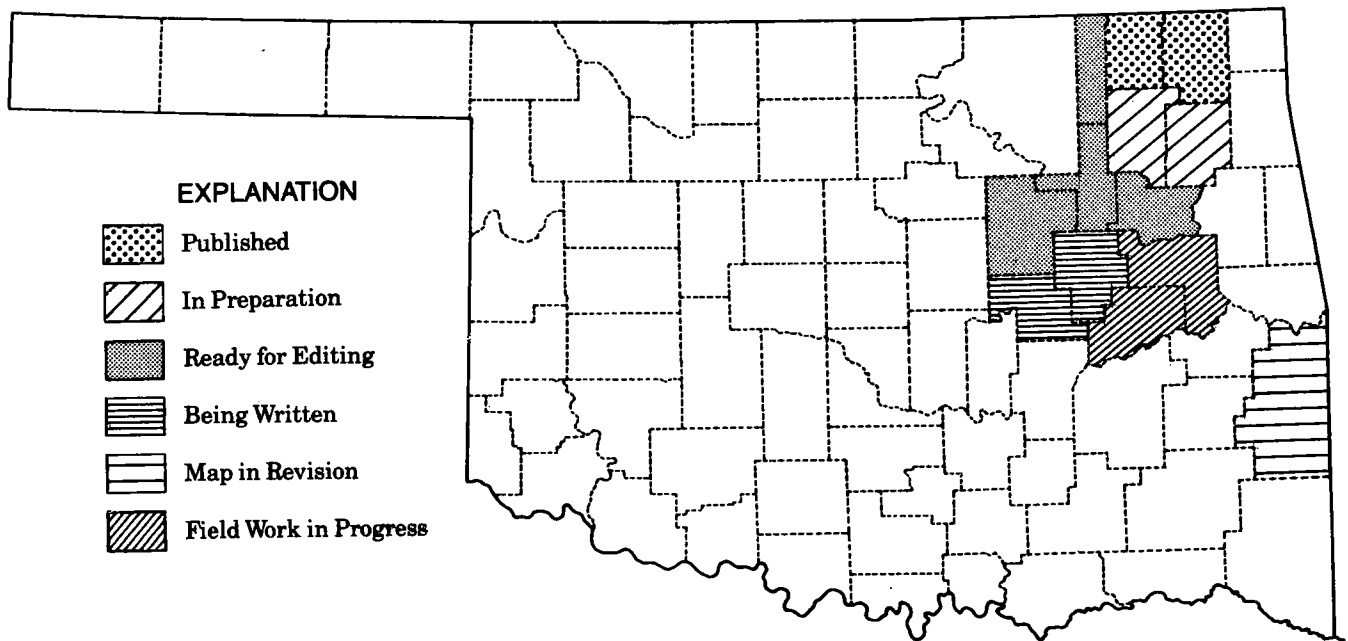 EXPLANATION
Published
In Preparation
Ready for Editing
Being Written
Map in Revision
Field Work in Progress